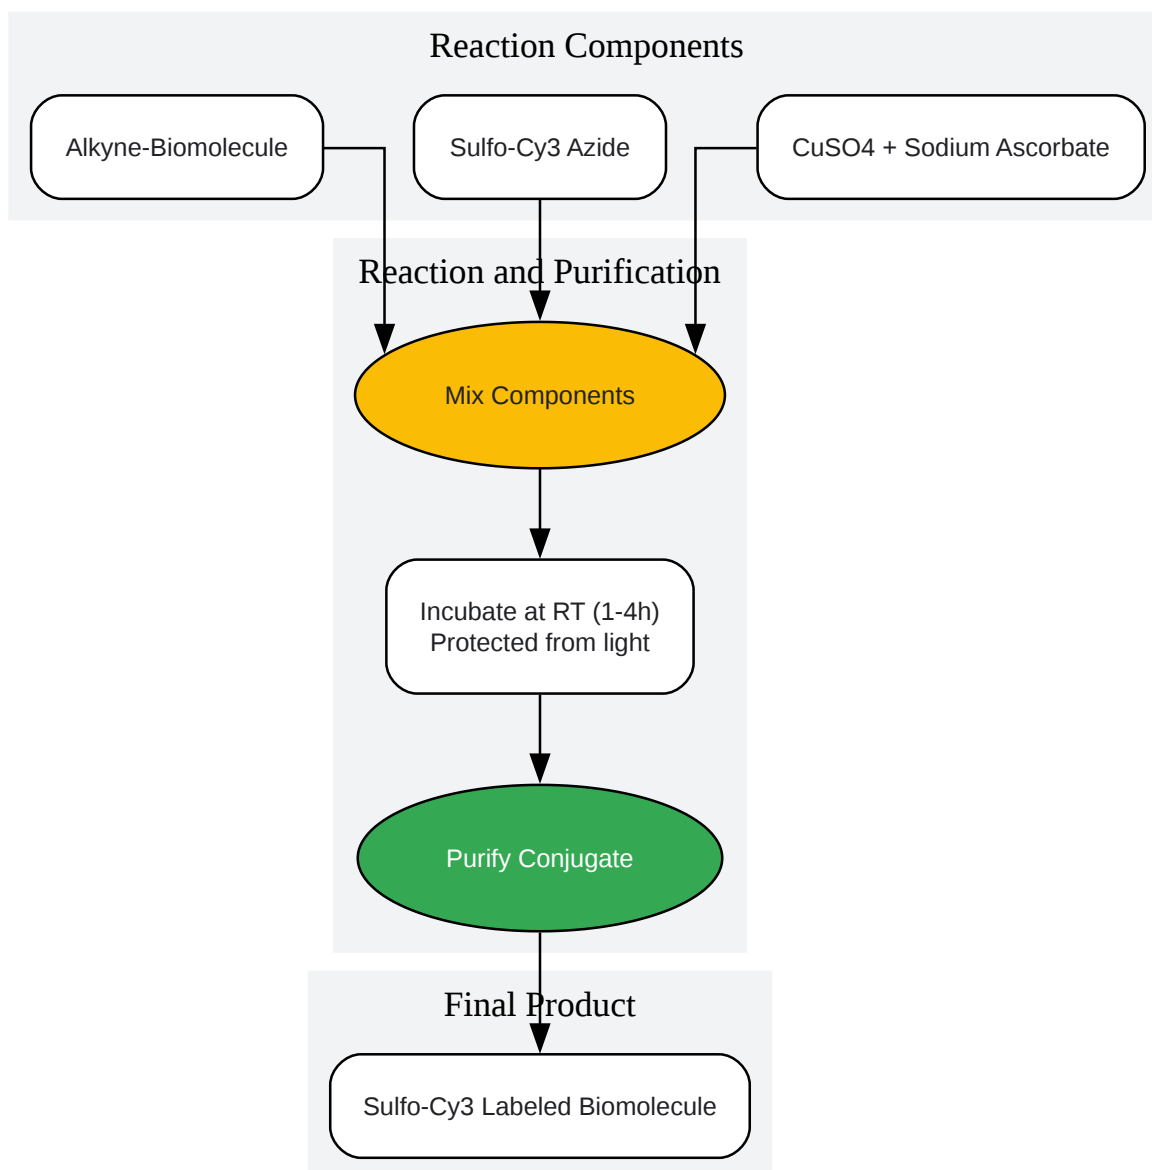 Reaction Components
Alkyne-Biomolecule
Sulfo-Cy3 Azide
CuSO4 + Sodium Ascorbate
Reaction and Purification
Mix Components
Incubate at RT (1-4h)
Protected from light
Purify Conjugate
Final Product
Sulfo-Cy3 Labeled Biomolecule